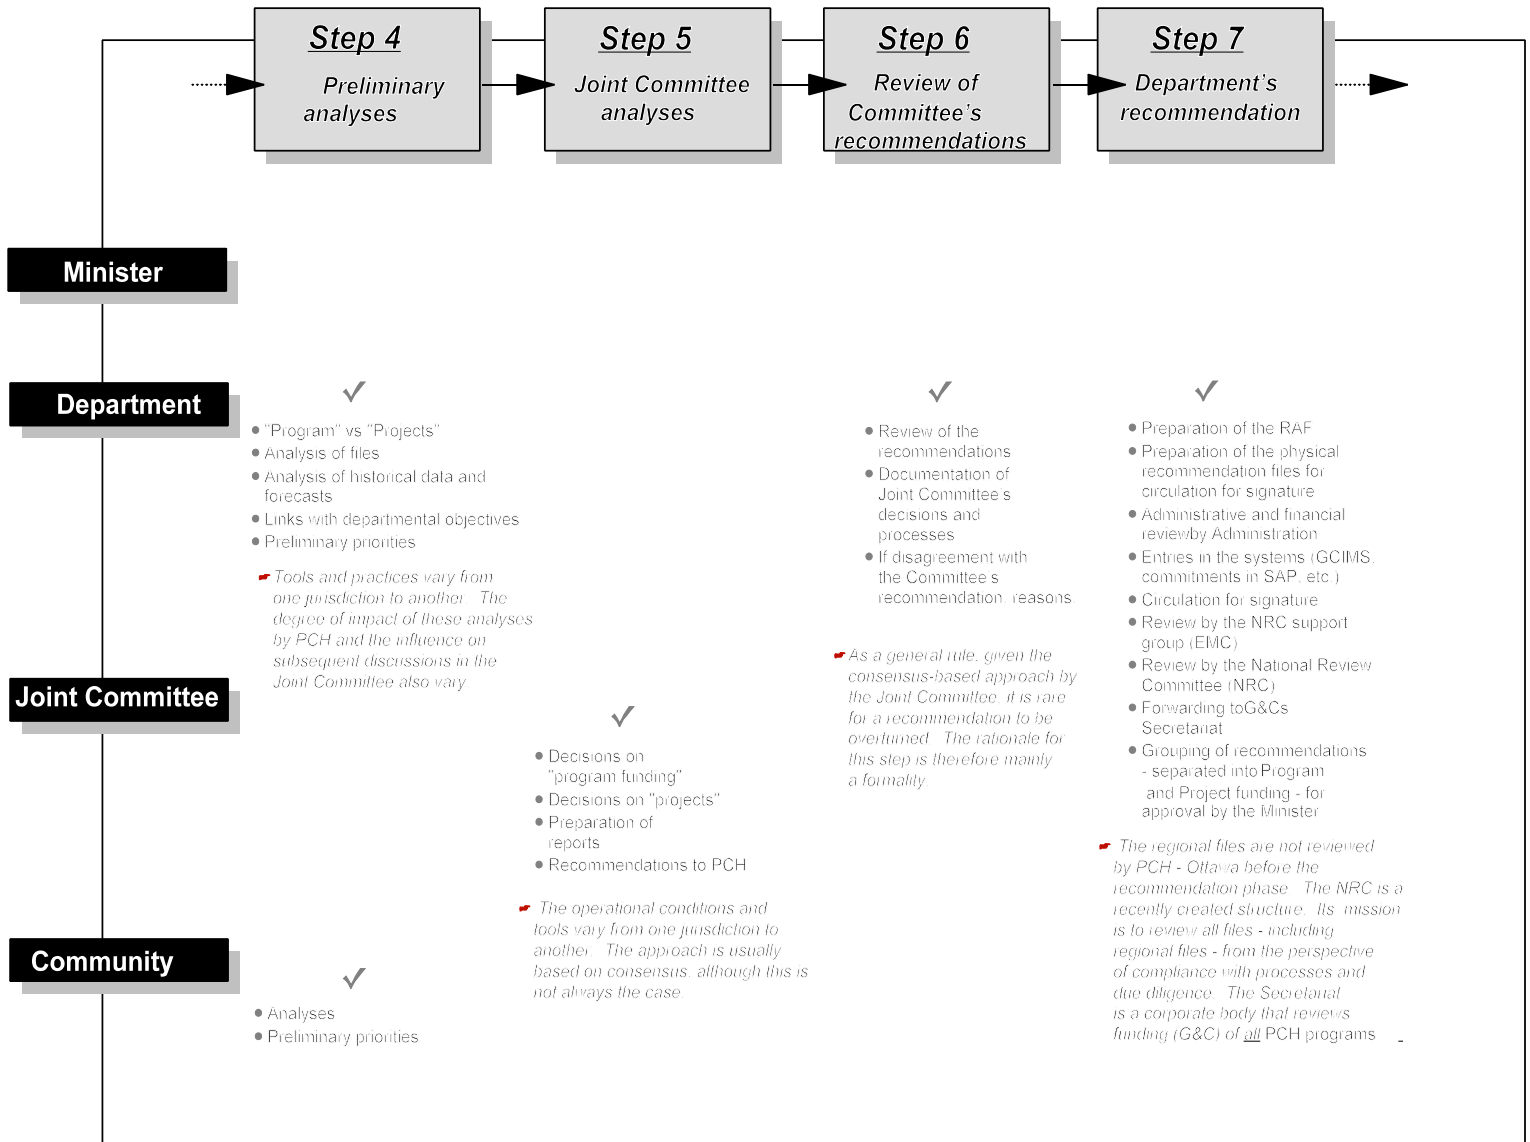 Step 4
Preliminary
analyses
Step 5
Joint Committee
analyses
Step 6
Review of
Committee's
recommendations
Step 7
Department's
recommendation
Minister
Department
"Program" vs "Projects"
Analysis of files
Analysis of historical data and
forecasts
Links with departmental objectives
Preliminary priorities
Tools and practices vary from
one jurisdiction to another. The
degree of impact of these analyses
by PCH and the influence on
subsequent discussions in the
Joint Committee also vary
Review of the
recommendations
Documentation of
Joint Committee's
decisions and
processes
If disagreement with
the Committee's
recommendation, reasons.
As a general rule, given the
consensus-based approach by
the Joint Committee, it is rare
for a recommendation to be
overturned. The rationale for
this step is therefore mainly
a formality.
Preparation of the RAF
Preparation of the physical
recommendation files for
circulation for signature
Administrative and financial
reviewby Administration
Entries in the systems (GCIMS,
commitments in SAP, etc.)
Circulation for signature
Review by the NRC support
group (EMC)
Review by the National Review
Committee (NRC)
Forwarding toG&Cs
Secretariat
Grouping of recommendations
- separated into Program
and Project funding - for
approval by the Minister
The regional files are not reviewed
by PCH - Ottawa before the
recommendation phase. The NRC is a
recently created structure. Its mission
is to review all files - including
regional files - from the perspective
of compliance with processes and
due diligence. The Secretariat
is a corporate body that reviews
funding (G&C) of all PCH programs
Joint Committee
Decisions on
"program funding"
Decisions on "projects"
Preparation of
reports
Recommendations to PCH
The operational conditions and
tools vary from one jurisdiction to
another. The approach is usually
based on consensus, although this is
not always the case.
Community
Analyses
Preliminary priorities